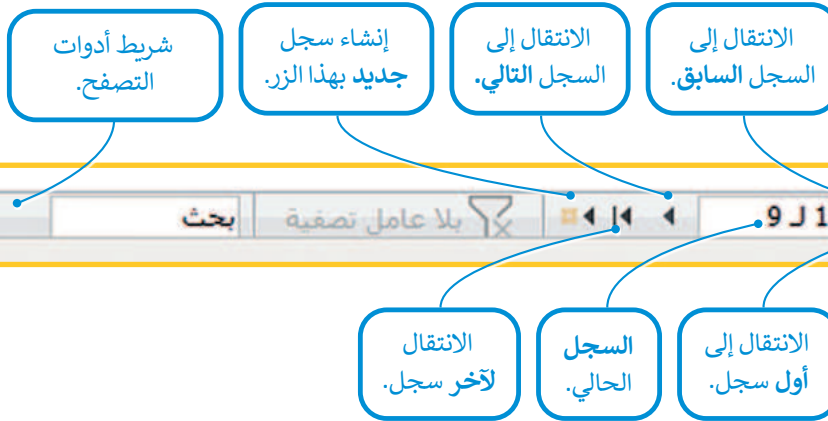 الانتقال إلى
السجل السابق.
الانتقال إلى
السجل التالي.
إنشاء سجل
جديد بهذا الزر.
شريط أدوات
التصفح.
1 لـ 9
بلا عامل تصفية
بحث
الانتقال إلى
أول سجل.
السجل
الحالي.
الانتقال
لآخر سجل.